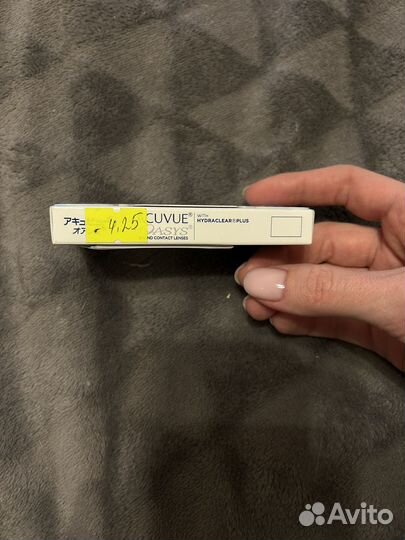 アキュ CUVUE® WITH
HYDRACLEAR®PLUS
オア OASYS®
- 4,25
ND CONTACT LENSES
Avito